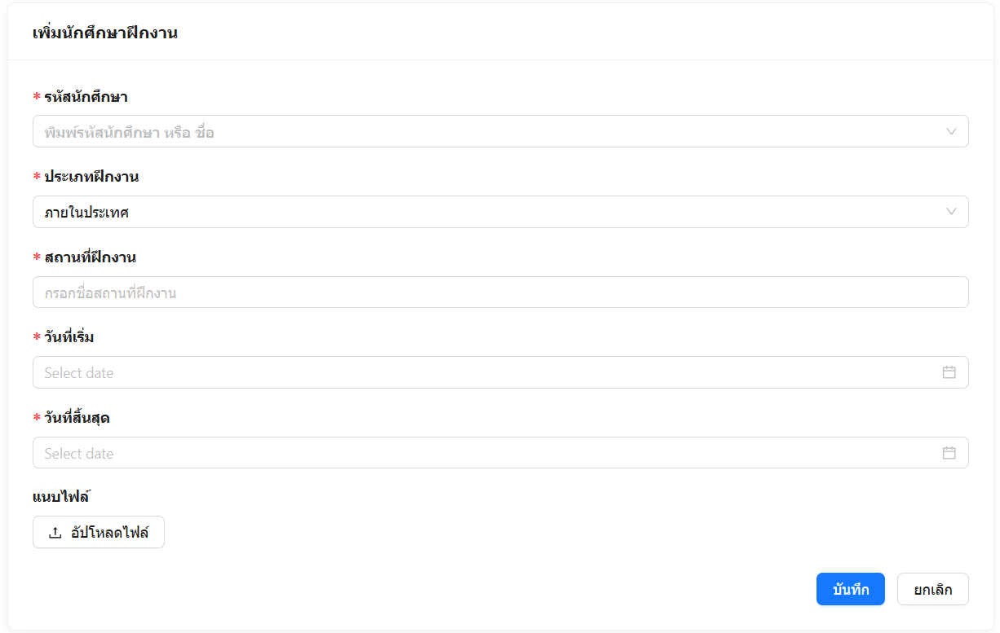 เพิ่มนักศึกษาฝึกงาน
* รหัสนักศึกษา
พิมพ์รหัสนักศึกษา หรือ ชื่อ
* ประเภทฝึกงาน
ภายในประเทศ
* สถานที่ฝึกงาน
กรอกชื่อสถานที่ฝึกงาน
* วันที่เริ่ม
Select date
* วันที่สิ้นสุด
Select date
แนบไฟล์
อัปโหลดไฟล์
บันทึก ยกเลิก